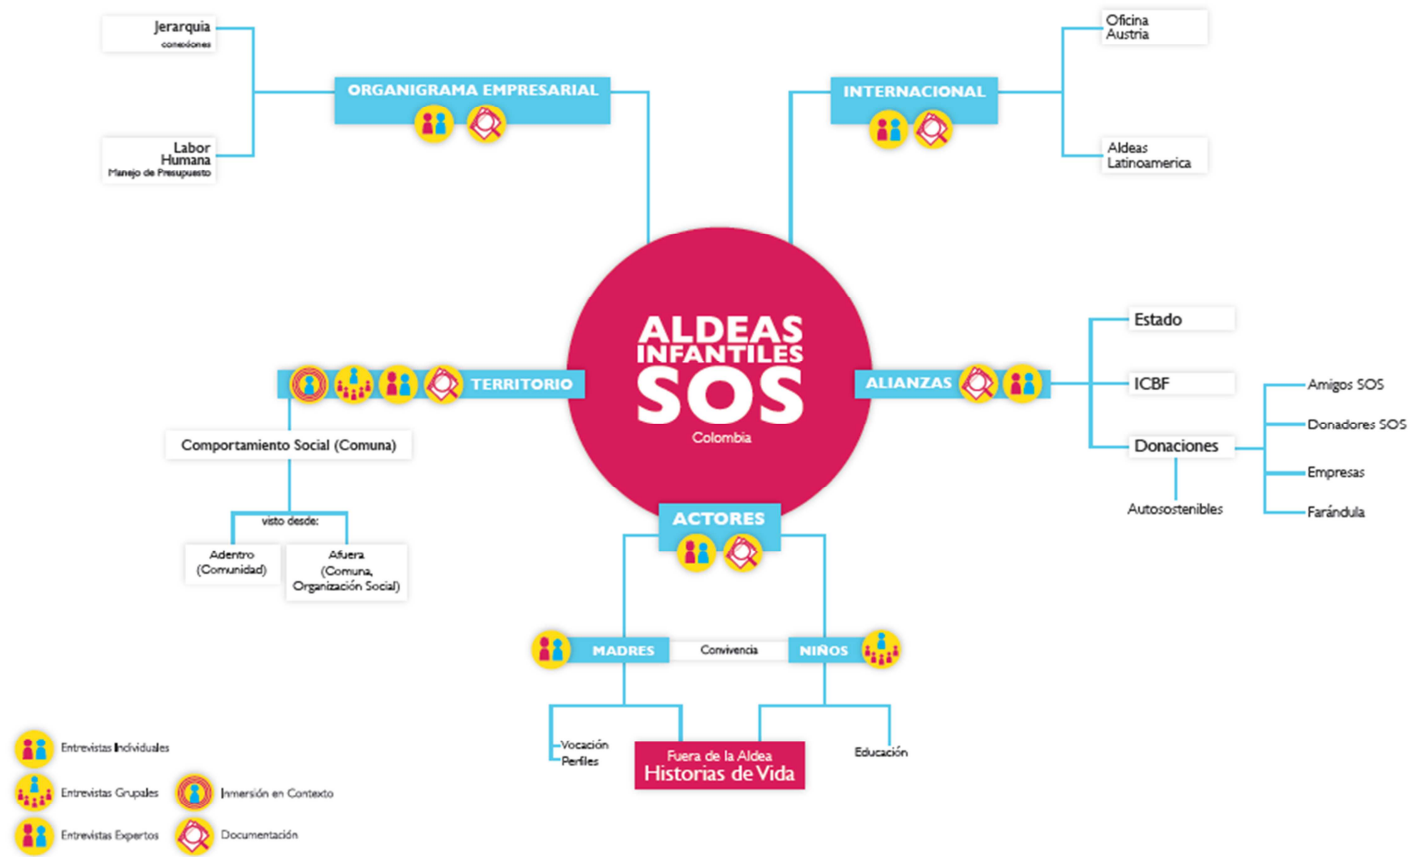 Jerarquia
conexiones
Labor
Humana
Manejo de Presupuesto
ORGANIGRAMA EMPRESARIAL
INTERNACIONAL
Oficina
Austria
Aldeas
Latinoamerica
ALDEAS
INFANTILES
SOS
Colombia
TERRITORIO
Comportamiento Social (Comuna)
visto desde:
Adentro
(Comunidad)
Afuera
(Comuna,
Organización Social)
ALIANZAS
Estado
ICBF
Donaciones
Autosostenibles
Amigos SOS
Donadores SOS
Empresas
Farándula
ACTORES
MADRES
Convivencia
NIÑOS
Vocación
Perfiles
Fuera de la Aldea
Historias de Vida
Educación
Entrevistas Individuales
Entrevistas Grupales
Inmersión en Contexto
Entrevistas Expertos
Documentación